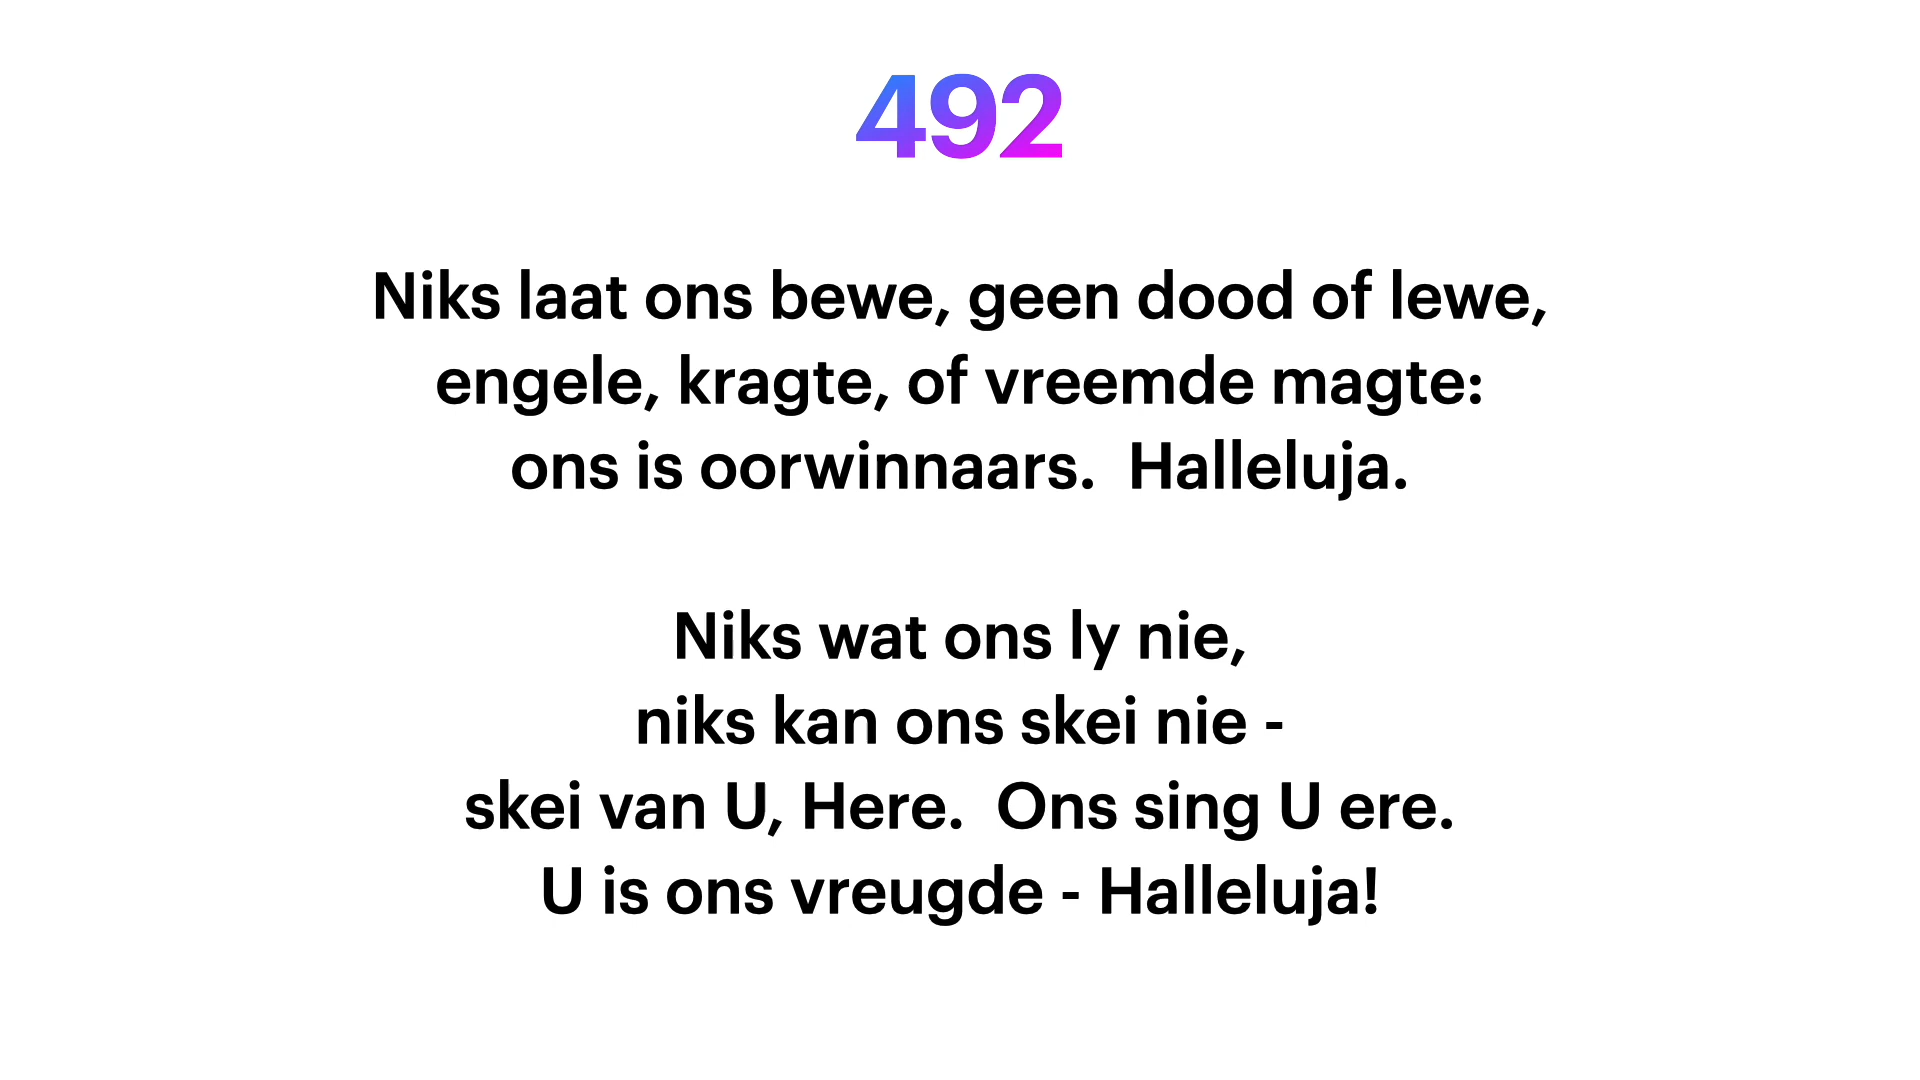 492
Niks laat ons bewe, geen dood of lewe,
engele, kragte, of vreemde magte:
ons is oorwinnaars.  Halleluja.
Niks wat ons ly nie,
niks kan ons skei nie -
skei van U, Here.  Ons sing U ere.
U is ons vreugde - Halleluja!